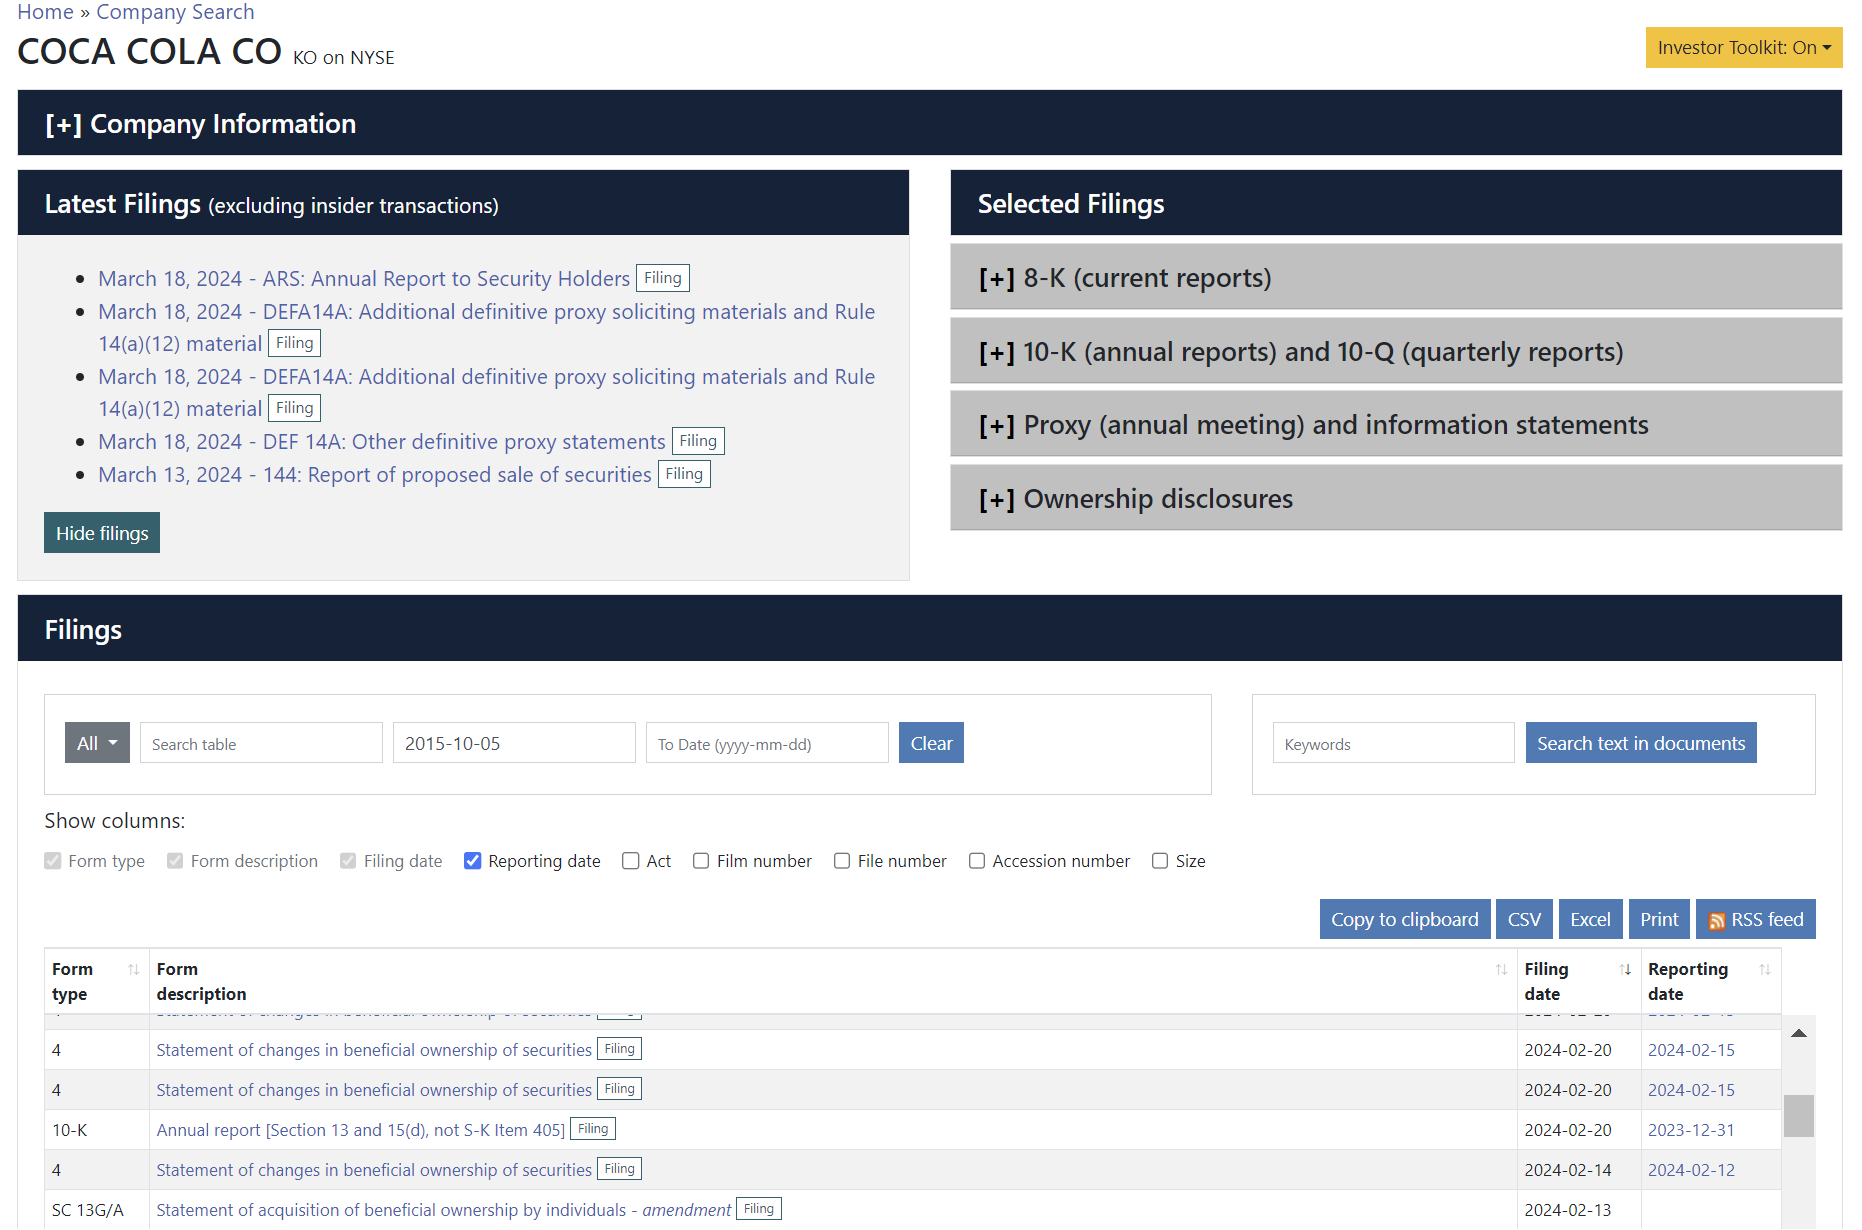 Home » Company Search
COCA COLA CO KO on NYSE
Investor Toolkit: On
[+] Company Information
Latest Filings (excluding insider transactions)
March 18, 2024 - ARS: Annual Report to Security Holders Filing
March 18, 2024 - DEFA14A: Additional definitive proxy soliciting materials and Rule
14(a)(12) material Filing
March 18, 2024 - DEFA14A: Additional definitive proxy soliciting materials and Rule
14(a)(12) material Filing
March 18, 2024 - DEF 14A: Other definitive proxy statements Filing
March 13, 2024 - 144: Report of proposed sale of securities Filing
Hide filings
Selected Filings
[+] 8-K (current reports)
[+] 10-K (annual reports) and 10-Q (quarterly reports)
[+] Proxy (annual meeting) and information statements
[+] Ownership disclosures
Filings
All Search table 2015-10-05 To Date (yyyy-mm-dd) Clear
Keywords Search text in documents
Show columns:
Form type Form description Filing date Reporting date Act Film number File number Accession number Size
Copy to clipboard CSV Excel Print RSS feed
Form type Form description Filing date Reporting date
4 Statement of changes in beneficial ownership of securities Filing 2024-02-20 2024-02-15
4 Statement of changes in beneficial ownership of securities Filing 2024-02-20 2024-02-15
10-K Annual report [Section 13 and 15(d), not S-K Item 405] Filing 2024-02-20 2023-12-31
4 Statement of changes in beneficial ownership of securities Filing 2024-02-14 2024-02-12
SC 13G/A Statement of acquisition of beneficial ownership by individuals - amendment Filing 2024-02-13